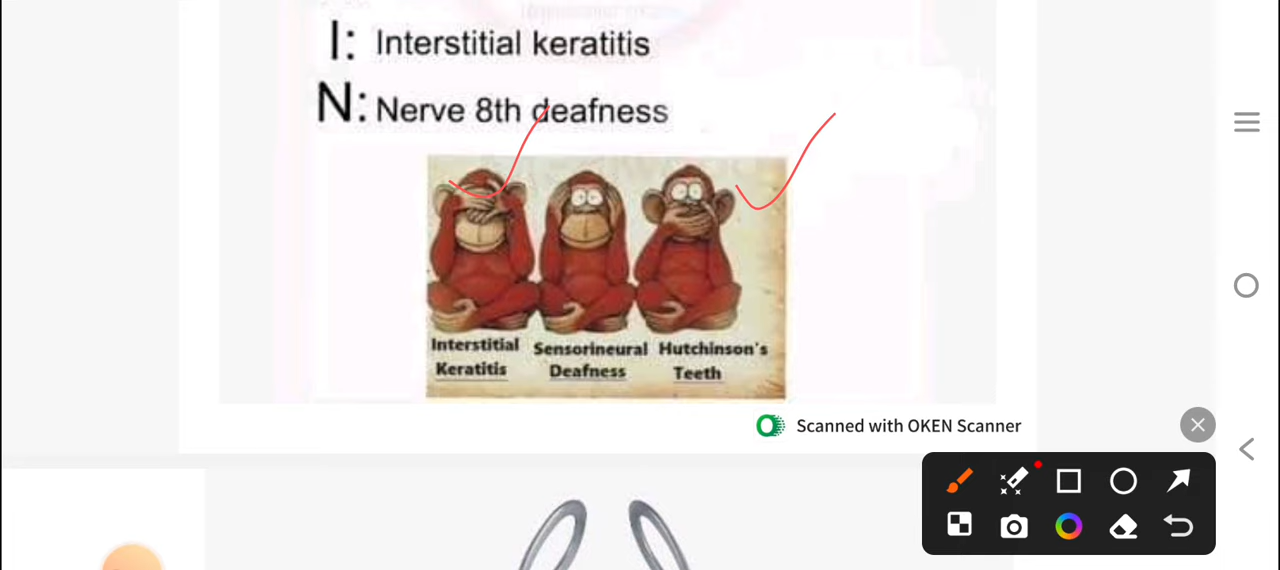 I: Interstitial keratitis
N: Nerve 8th deafness
Interstitial Keratitis
Sensorineural Deafness
Hutchinson's Teeth
Scanned with OKEN Scanner